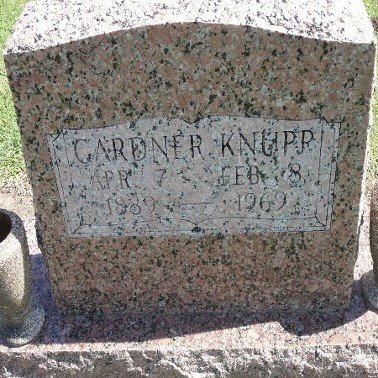 GARDNER KNUPP
APR 7 - FEB 8
1889 — 1969